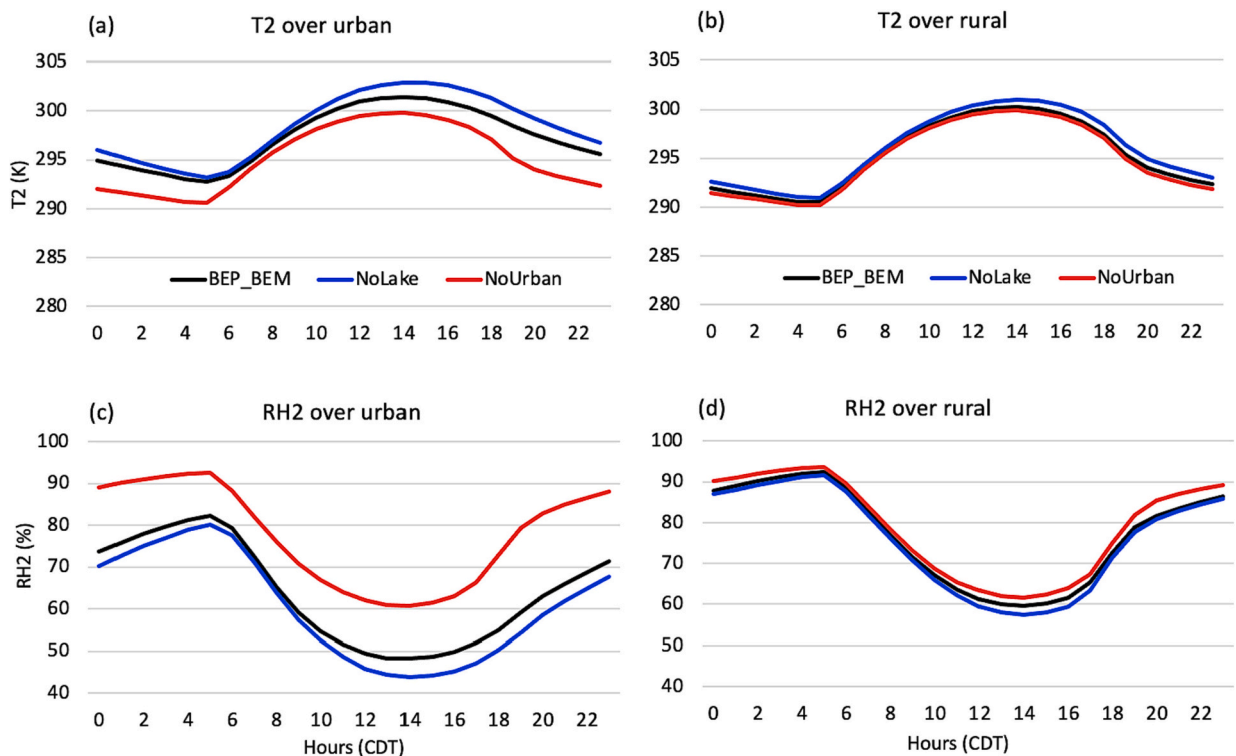 (a) T2 over urban
(b) T2 over rural
305
300
295
290
285
280
T2 (K)
BEP_BEM NoLake NoUrban
0 2 4 6 8 10 12 14 16 18 20 22
305
300
295
290
285
280
BEP_BEM NoLake NoUrban
0 2 4 6 8 10 12 14 16 18 20 22
(c) RH2 over urban
(d) RH2 over rural
100
90
80
70
60
50
40
RH2 (%)
0 2 4 6 8 10 12 14 16 18 20 22
Hours (CDT)
100
90
80
70
60
50
40
0 2 4 6 8 10 12 14 16 18 20 22
Hours (CDT)